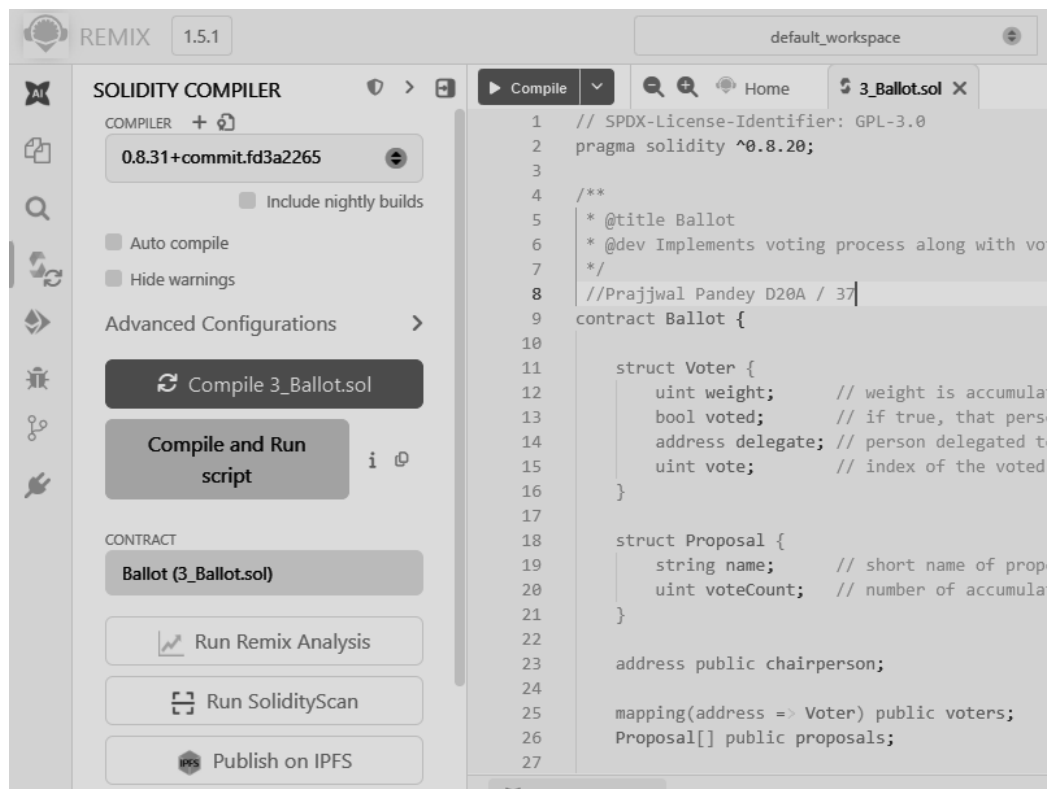 REMIX 1.5.1
default_workspace
SOLIDITY COMPILER
COMPILER
0.8.31+commit.fd3a2265
Include nightly builds
Auto compile
Hide warnings
Advanced Configurations
Compile 3_Ballot.sol
Compile and Run
script
CONTRACT
Ballot (3_Ballot.sol)
Run Remix Analysis
Run SolidityScan
IPFS Publish on IPFS
AI
Compile
Home
3_Ballot.sol
1 // SPDX-License-Identifier: GPL-3.0
2 pragma solidity ^0.8.20;
3
4 /**
5 * @title Ballot
6 * @dev Implements voting process along with vo
7 */
8 //Prajjwal Pandey D20A / 37
9 contract Ballot {
10
11 struct Voter {
12 uint weight; // weight is accumula
13 bool voted; // if true, that pers
14 address delegate; // person delegated t
15 uint vote; // index of the voted
16 }
17
18 struct Proposal {
19 string name; // short name of prop
20 uint voteCount; // number of accumula
21 }
22
23 address public chairperson;
24
25 mapping(address => Voter) public voters;
26 Proposal[] public proposals;
27